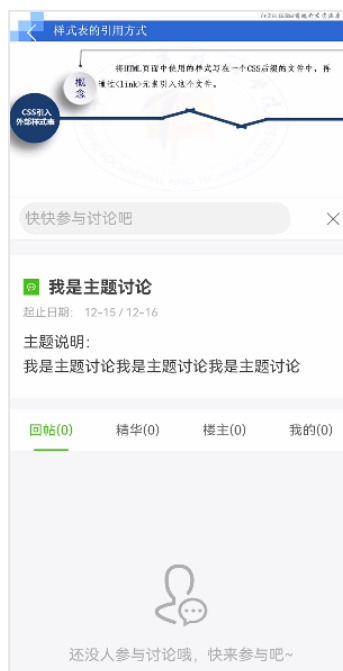 样式表的引用方式
将HTML页面中使用的样式写在一个CSS后缀的文件中，再
概念
通过<link>元素引入这个文件。
CSS引入
外部样式表
快快参与讨论吧
我是主题讨论
起止日期： 12-15 / 12-16
主题说明：
我是主题讨论我是主题讨论我是主题讨论
回帖(0) 精华(0) 楼主(0) 我的(0)
还没人参与讨论哦，快来参与吧~